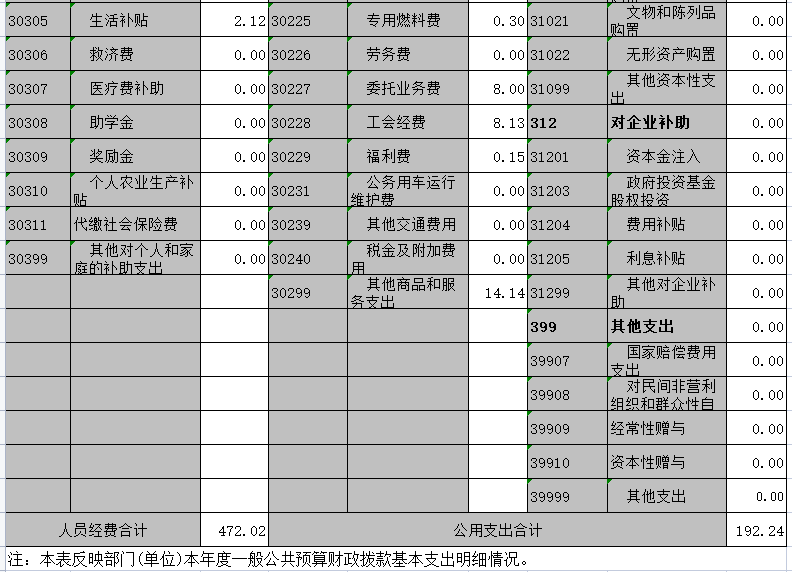 30305 生活补贴 2.12 30225 专用燃料费 0.30 31021 文物和陈列品
购置 0.00
30306 救济费 0.00 30226 劳务费 0.00 31022 无形资产购置 0.00
30307 医疗费补助 0.00 30227 委托业务费 8.00 31099 其他资本性支
出 0.00
30308 助学金 0.00 30228 工会经费 8.13 312 对企业补助 0.00
30309 奖励金 0.00 30229 福利费 0.15 31201 资本金注入 0.00
30310 个人农业生产补
贴 0.00 30231 公务用车运行
维护费 0.00 31203 政府投资基金
股权投资 0.00
30311 代缴社会保险费 0.00 30239 其他交通费用 0.00 31204 费用补贴 0.00
30399 其他对个人和家
庭的补助支出 0.00 30240 税金及附加费
用 0.00 31205 利息补贴 0.00
30299 其他商品和服
务支出 14.14 31299 其他对企业补
助 0.00
399 其他支出 0.00
39907 国家赔偿费用
支出 0.00
39908 对民间非营利
组织和群众性自 0.00
39909 经常性赠与 0.00
39910 资本性赠与 0.00
39999 其他支出 0.00
人员经费合计 472.02 公用支出合计 192.24
注：本表反映部门(单位)本年度一般公共预算财政拨款基本支出明细情况。